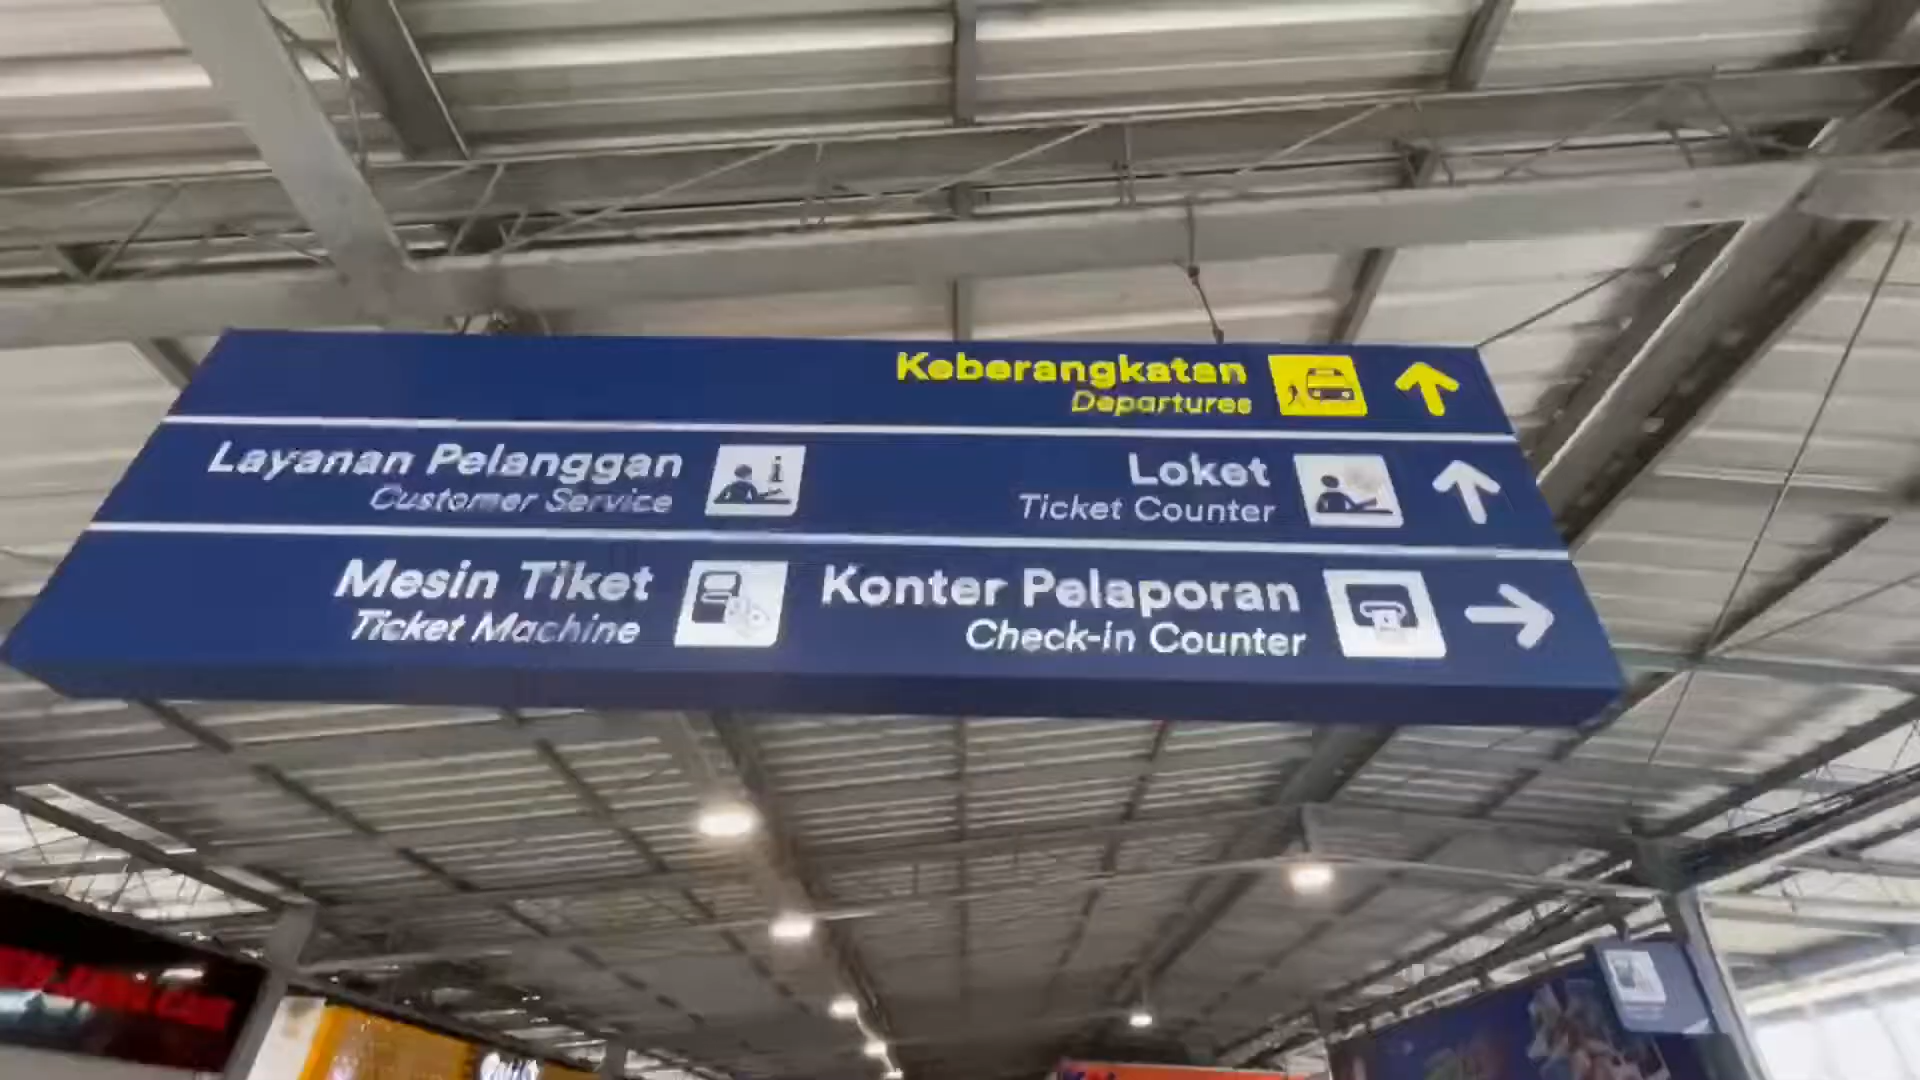 Keberangkatan
Departures
Layanan Pelanggan
Customer Service
Loket
Ticket Counter
Mesin Tiket
Ticket Machine
Konter Pelaporan
Check-in Counter